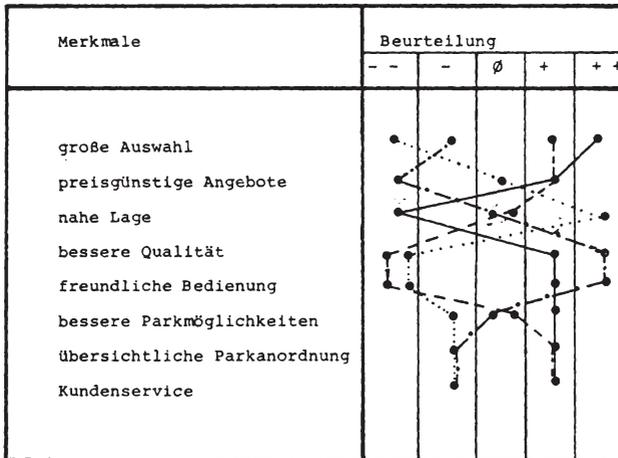 Merkmale
Beurteilung
- - - Ø + + +
große Auswahl
preisgünstige Angebote
nahe Lage
bessere Qualität
freundliche Bedienung
bessere Parkmöglichkeiten
übersichtliche Parkanordnung
Kundenservice